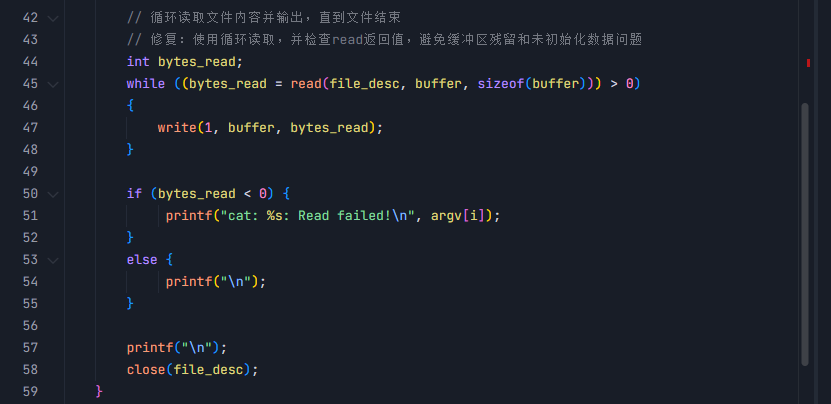 42 // 循环读取文件内容并输出，直到文件结束
43 // 修复：使用循环读取，并检查read返回值，避免缓冲区残留和未初始化数据问题
44 int bytes_read;
45 while ((bytes_read = read(file_desc, buffer, sizeof(buffer))) > 0)
46 {
47     write(1, buffer, bytes_read);
48 }
49
50 if (bytes_read < 0) {
51      printf("cat: %s: Read failed!\n", argv[i]);
52 }
53 else {
54      printf("\n");
55 }
56
57 printf("\n");
58 close(file_desc);
59 }